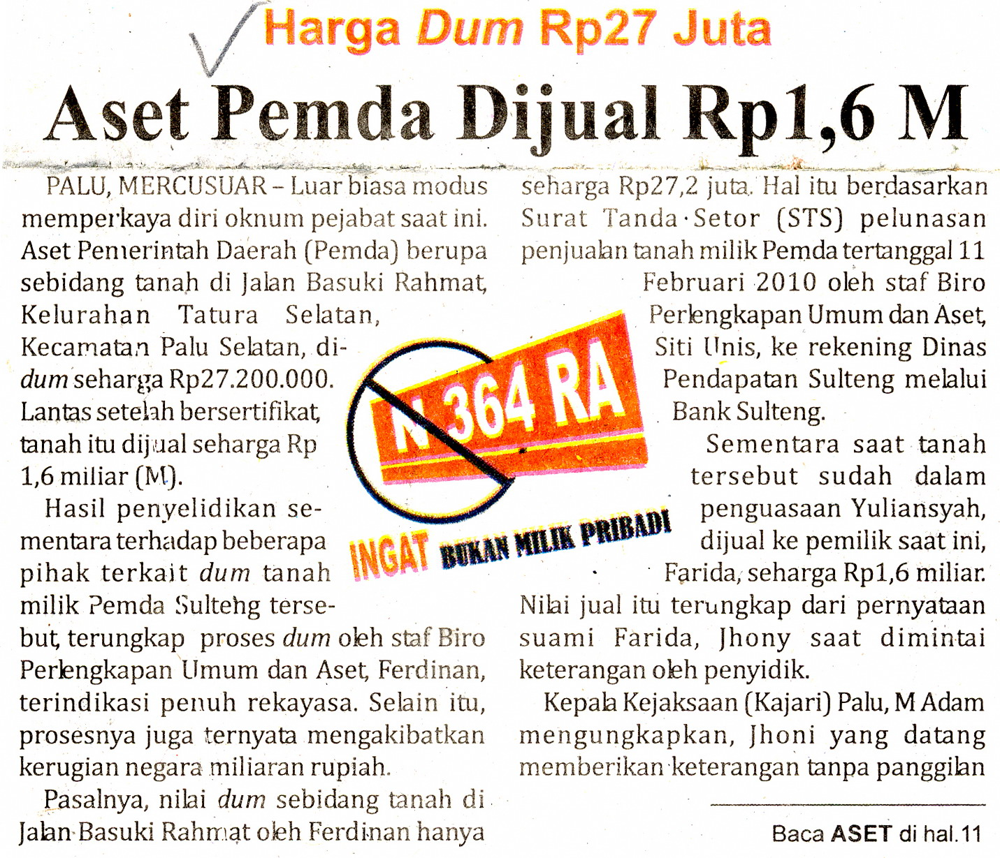 Harga Dum Rp27 Juta
Aset Pemda Dijual Rp1,6 M
PALU, MERCUSUAR – Luar biasa modus
memperkaya diri oknum pejabat saat ini.
Aset Pemerintah Daerah (Pemda) berupa
sebidang tanah di Jalan Basuki Rahmat,
Kelurahan Tatura Selatan,
Kecamatan Palu Selatan, di-
dum seharga Rp27.200.000.
Lantas setelah bersertifikat,
tanah itu dijual seharga Rp
1,6 miliar (M).
Hasil penyelidikan se-
mentara terhadap beberapa
pihak terkait dum tanah
milik Pemda Sulteng terse-
but, terungkap proses dum oleh staf Biro
Perlengkapan Umum dan Aset, Ferdinan,
terindikasi penuh rekayasa. Selain itu,
prosesnya juga ternyata mengakibatkan
kerugian negara miliaran rupiah.
Pasalnya, nilai dum sebidang tanah di
Jalan Basuki Rahmat oleh Ferdinan hanya
seharga Rp27,2 juta. Hal itu berdasarkan
Surat Tanda Setor (STS) pelunasan
penjualan tanah milik Pemda tertanggal 11
Februari 2010 oleh staf Biro
Perlengkapan Umum dan Aset,
Siti Unis, ke rekening Dinas
Pendapatan Sulteng melalui
Bank Sulteng.
Sementara saat tanah
tersebut sudah dalam
penguasaan Yuliansyah,
dijual ke pemilik saat ini,
Farida, seharga Rp1,6 miliar.
Nilai jual itu terungkap dari pernyataan
suami Farida, Jhony saat dimintai
keterangan oleh penyidik.
Kepala Kejaksaan (Kajari) Palu, M Adam
mengungkapkan, Jhoni yang datang
memberikan keterangan tanpa panggilan
Baca ASET di hal.11
N 364 RA
INGAT BUKAN MILIK PRIBADI